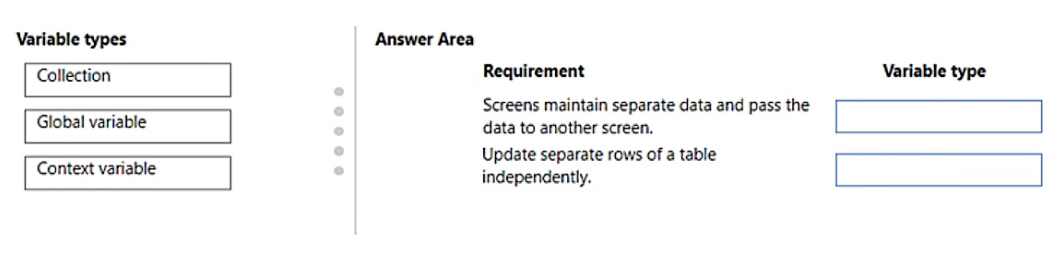 Variable types
Collection
Global variable
Context variable
Answer Area
Requirement
Variable type
Screens maintain separate data and pass the
data to another screen.
Update separate rows of a table
independently.